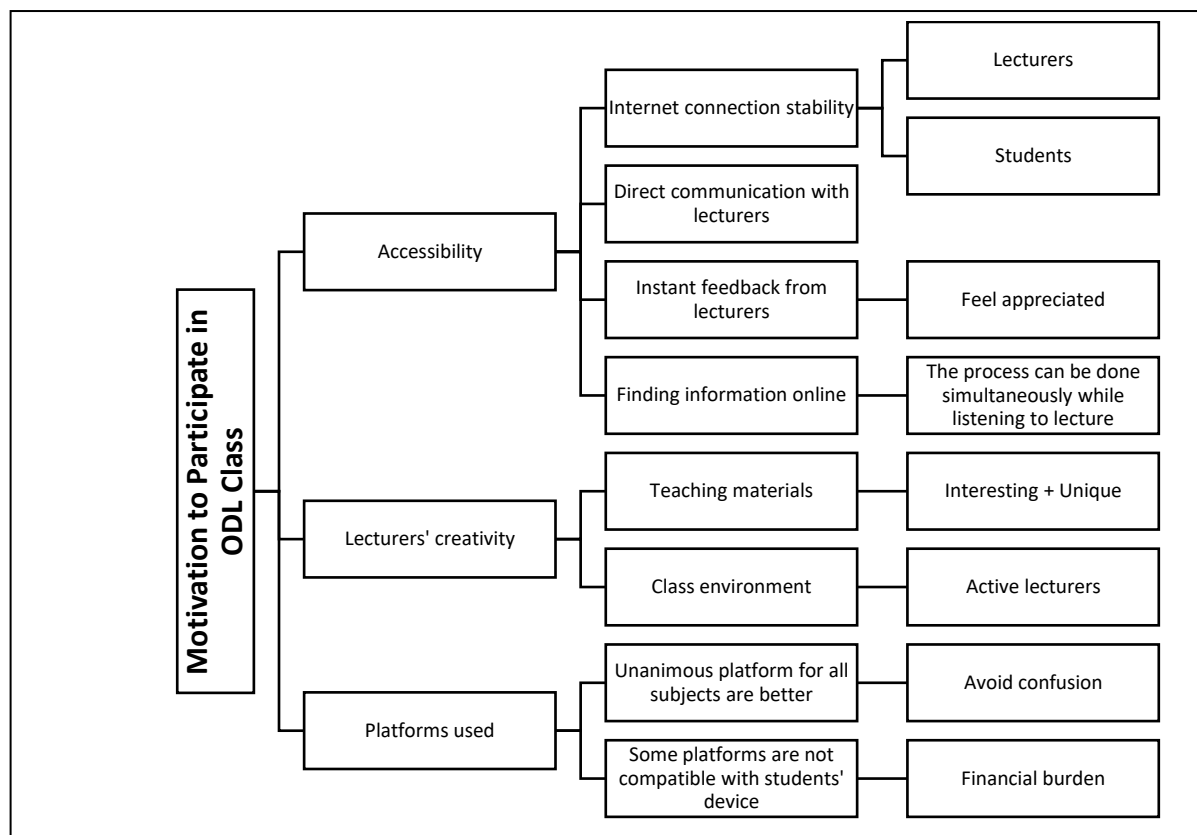 Motivation to Participate in
ODL Class
Accessibility
Internet connection stability
Lecturers
Students
Direct communication with
lecturers
Instant feedback from
lecturers
Feel appreciated
Finding information online
The process can be done
simultaneously while
listening to lecture
Lecturers' creativity
Teaching materials
Interesting + Unique
Class environment
Active lecturers
Platforms used
Unanimous platform for all
subjects are better
Avoid confusion
Some platforms are not
compatible with students'
device
Financial burden